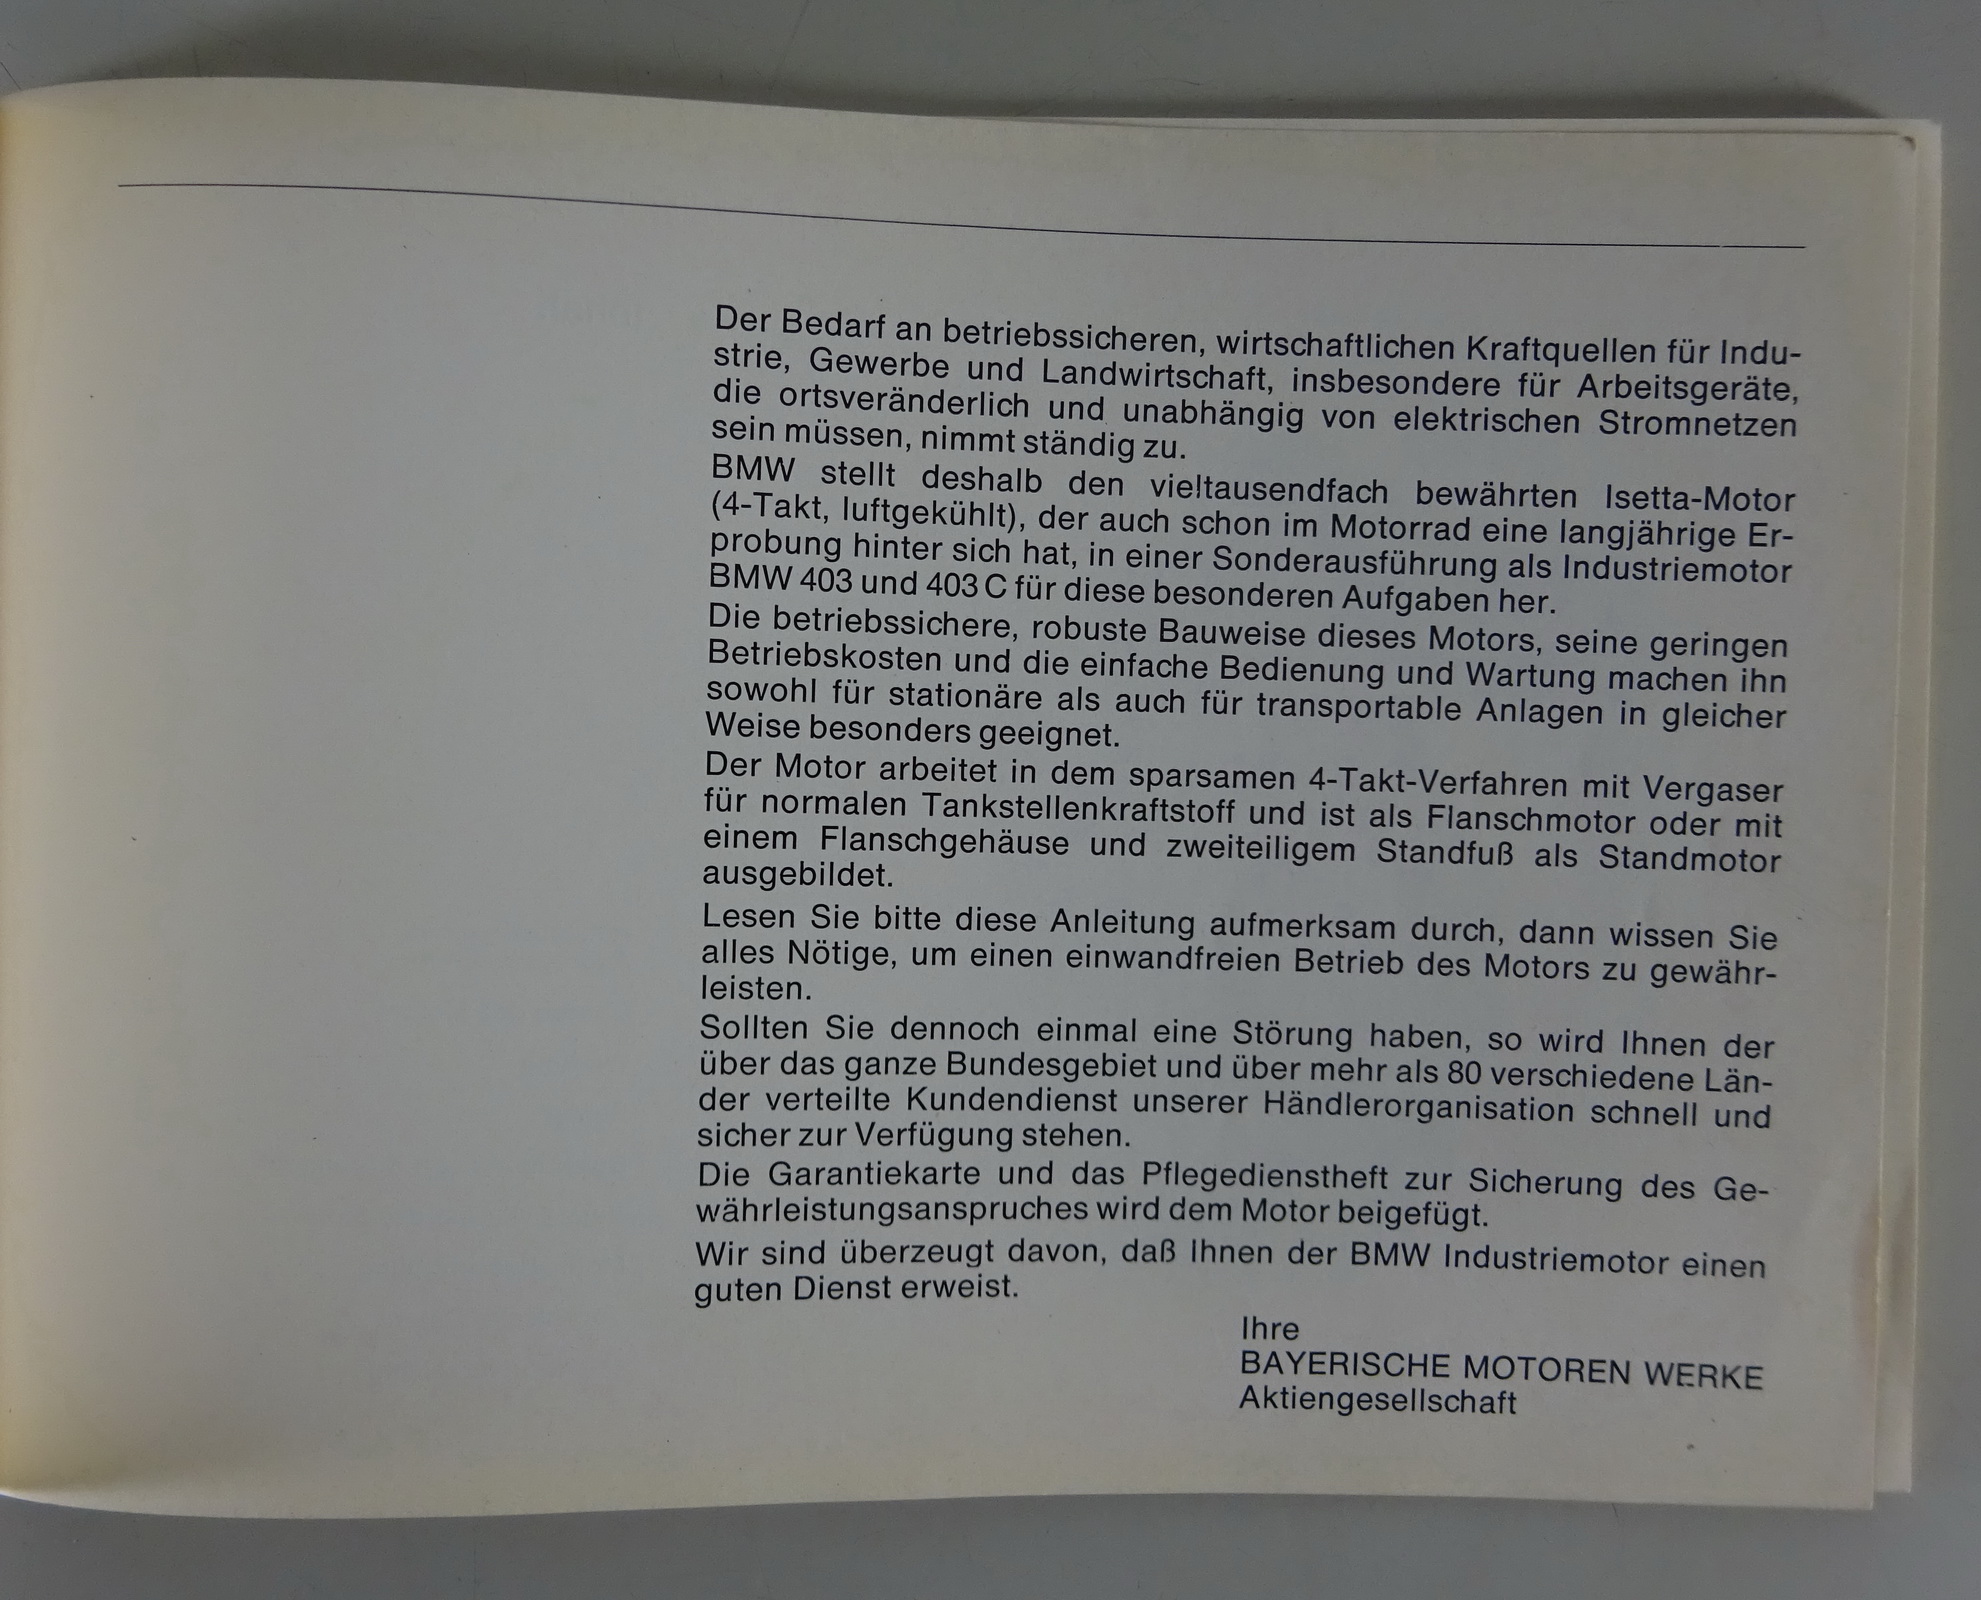 Der Bedarf an betriebssicheren, wirtschaftlichen Kraftquellen für Indu-
strie, Gewerbe und Landwirtschaft, insbesondere für Arbeitsgeräte,
die ortsveränderlich und unabhängig von elektrischen Stromnetzen
sein müssen, nimmt ständig zu.
BMW stellt deshalb den vieltausendfach bewährten Isetta-Motor
(4-Takt, luftgekühlt), der auch schon im Motorrad eine langjährige Er-
probung hinter sich hat, in einer Sonderausführung als Industriemotor
BMW 403 und 403 C für diese besonderen Aufgaben her.
Die betriebssichere, robuste Bauweise dieses Motors, seine geringen
Betriebskosten und die einfache Bedienung und Wartung machen ihn
sowohl für stationäre als auch für transportable Anlagen in gleicher
Weise besonders geeignet.
Der Motor arbeitet in dem sparsamen 4-Takt-Verfahren mit Vergaser
für normalen Tankstellenkraftstoff und ist als Flanschmotor oder mit
einem Flanschgehäuse und zweiteiligem Standfuß als Standmotor
ausgebildet.
Lesen Sie bitte diese Anleitung aufmerksam durch, dann wissen Sie
alles Nötige, um einen einwandfreien Betrieb des Motors zu gewähr-
leisten.
Sollten Sie dennoch einmal eine Störung haben, so wird Ihnen der
über das ganze Bundesgebiet und über mehr als 80 verschiedene Län-
der verteilte Kundendienst unserer Händlerorganisation schnell und
sicher zur Verfügung stehen.
Die Garantiekarte und das Pflegedienstheft zur Sicherung des Ge-
währleistungsanspruches wird dem Motor beigefügt.
Wir sind überzeugt davon, daß Ihnen der BMW Industriemotor einen
guten Dienst erweist.
Ihre
BAYERISCHE MOTOREN WERKE
Aktiengesellschaft